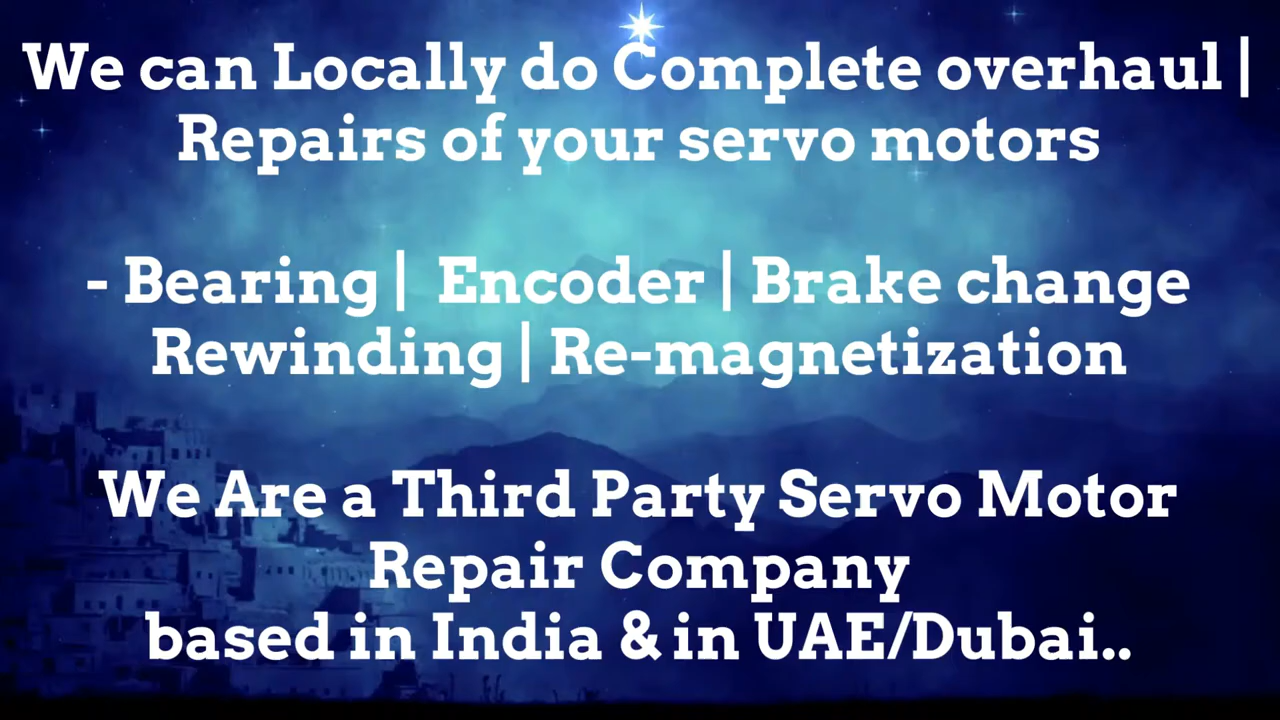 We can Locally do Complete overhaul |
Repairs of your servo motors
- Bearing | Encoder | Brake change
Rewinding | Re-magnetization
We Are a Third Party Servo Motor
Repair Company
based in India & in UAE/Dubai..